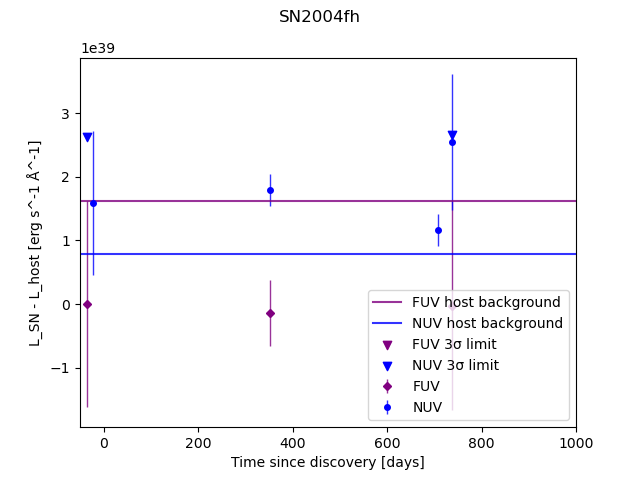 SN2004fh
1e39
L_SN - L_host [erg s^-1 Å^-1]
3
2
1
0
−1
FUV host background
NUV host background
FUV 3σ limit
NUV 3σ limit
FUV
NUV
0 200 400 600 800 1000
Time since discovery [days]